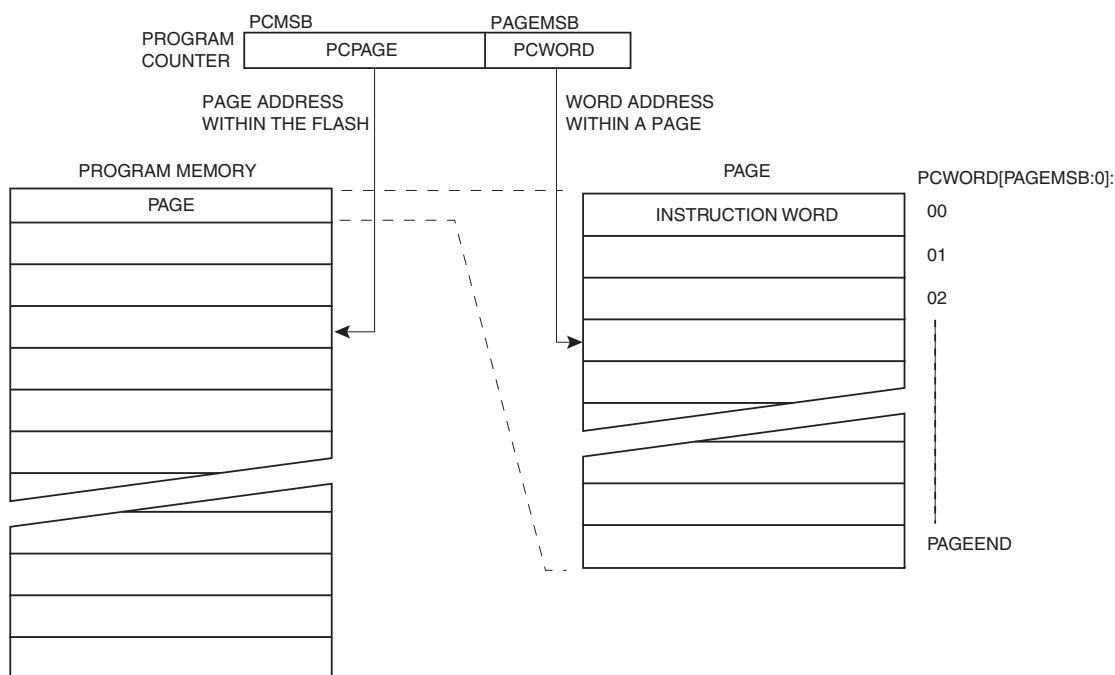 PCMSB
PAGEMSB
PROGRAM
COUNTER
PCPAGE
PCWORD
PAGE ADDRESS
WITHIN THE FLASH
WORD ADDRESS
WITHIN A PAGE
PROGRAM MEMORY
PAGE
PAGE
PCWORD[PAGEMSB:0]:
INSTRUCTION WORD
00
01
02
PAGEEND